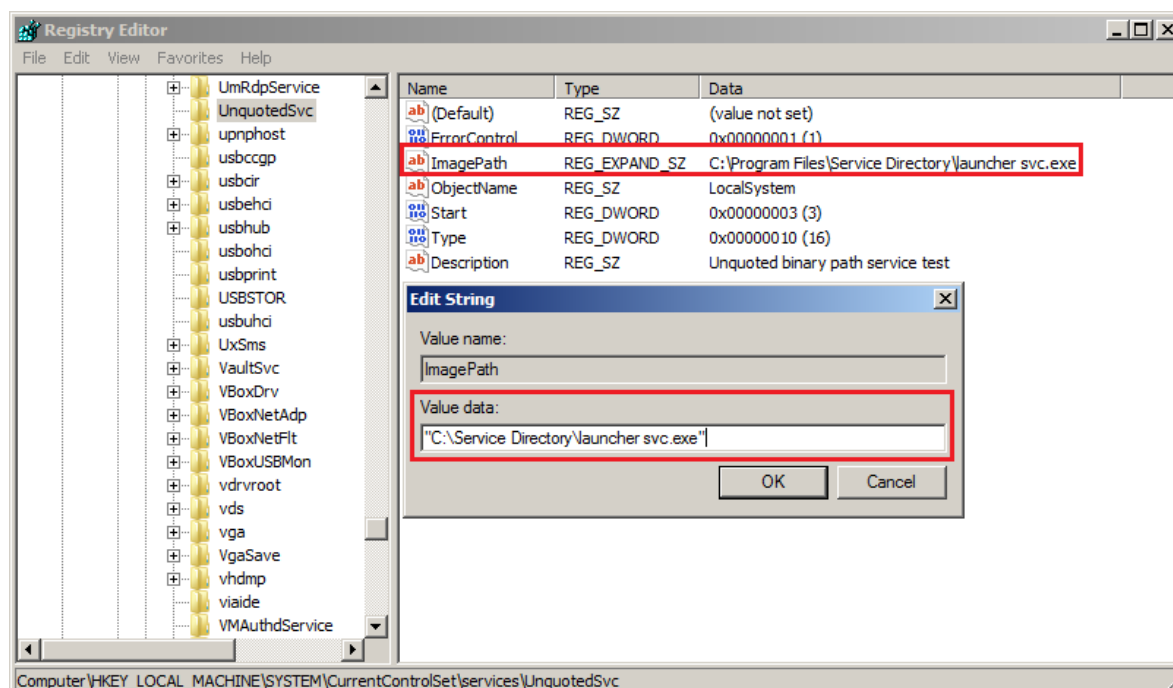 Registry Editor
File Edit View Favorites Help
UmRdpService
UnquotedSvc
upnphost
usbccgp
usbcir
usbehci
usbhub
usbohci
usbprint
USBSTOR
usbuhci
UxSms
VaultSvc
VBoxDrv
VBoxNetAdp
VBoxNetFlt
VBoxUSBMon
vdrvroot
vds
vga
VgaSave
vhdmp
viaide
VMAuthdService
Name Type Data
(Default) REG_SZ (value not set)
ErrorControl REG_DWORD 0x00000001 (1)
ImagePath REG_EXPAND_SZ C:\Program Files\Service Directory\launcher svc.exe
ObjectName REG_SZ LocalSystem
Start REG_DWORD 0x00000003 (3)
Type REG_DWORD 0x00000010 (16)
Description REG_SZ Unquoted binary path service test
Edit String
Value name:
ImagePath
Value data:
"C:\Service Directory\launcher svc.exe"
OK Cancel
Computer\HKEY_LOCAL_MACHINE\SYSTEM\CurrentControlSet\services\UnquotedSvc